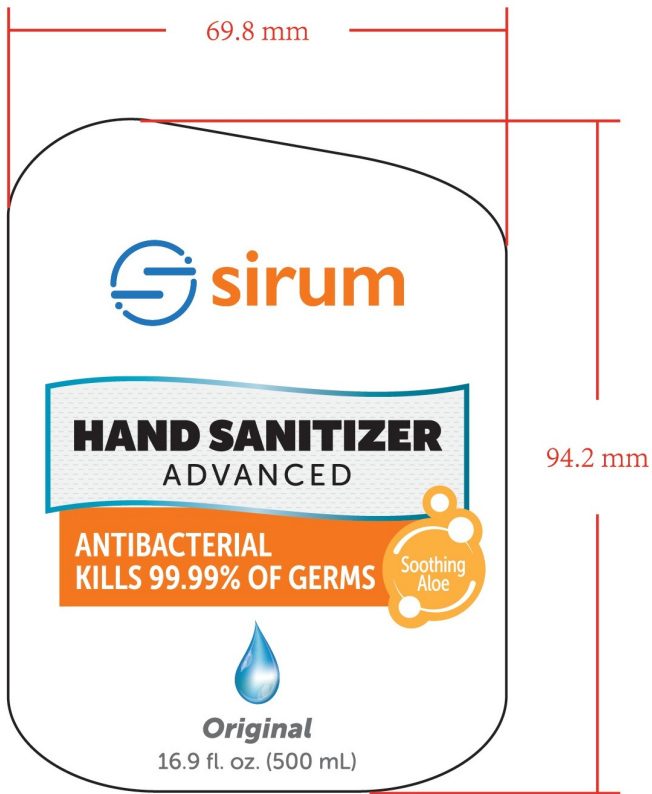 69.8 mm
sirum
HAND SANITIZER
ADVANCED
ANTIBACTERIAL
KILLS 99.99% OF GERMS
Soothing
Aloe
94.2 mm
Original
16.9 fl. oz. (500 mL)